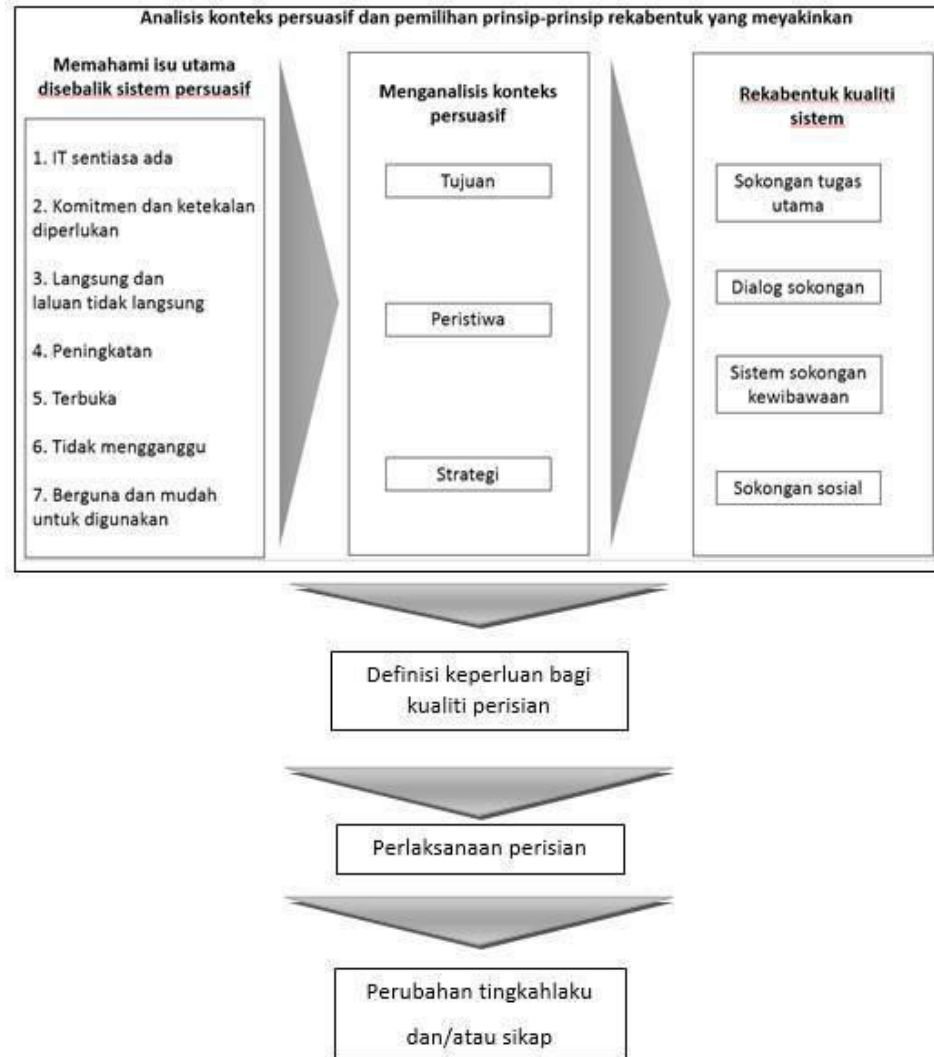 Analisis konteks persuasif dan pemilihan prinsip-prinsip rekabentuk yang meyakinkan
Memahami isu utama
disebalik sistem persuasif
1. IT sentiasa ada
2. Komitmen dan ketekalan
diperlukan
3. Langsung dan
laluan tidak langsung
4. Peningkatan
5. Terbuka
6. Tidak mengganggu
7. Berguna dan mudah
untuk digunakan
Menganalisis konteks
persuasif
Tujuan
Peristiwa
Strategi
Rekabentuk kualiti
sistem
Sokongan tugas
utama
Dialog sokongan
Sistem sokongan
kewibawaan
Sokongan sosial
Definisi keperluan bagi
kualiti perisian
Perlaksanaan perisian
Perubahan tingkahlaku
dan/atau sikap